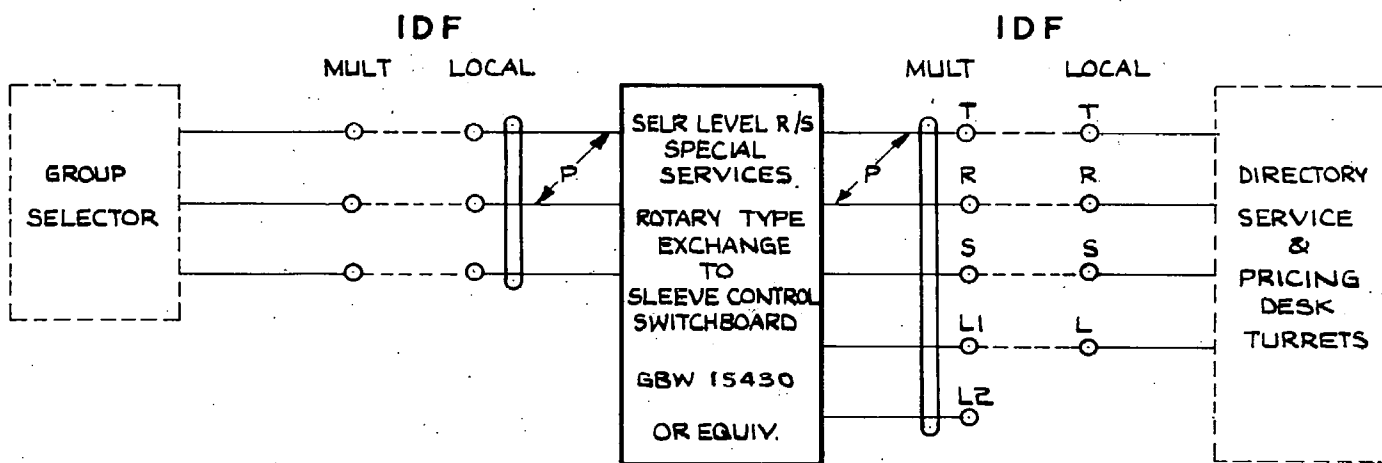 IDF
IDF
MULT LOCAL
MULT LOCAL
GROUP
SELECTOR
P
SELR LEVEL R/S
SPECIAL
SERVICES
ROTARY TYPE
EXCHANGE
TO
SLEEVE CONTROL
SWITCHBOARD
GBW 15430
OR EQUIV.
P
T T
R R
S S
L1 L
L2
DIRECTORY
SERVICE
&
PRICING
DESK
TURRETS